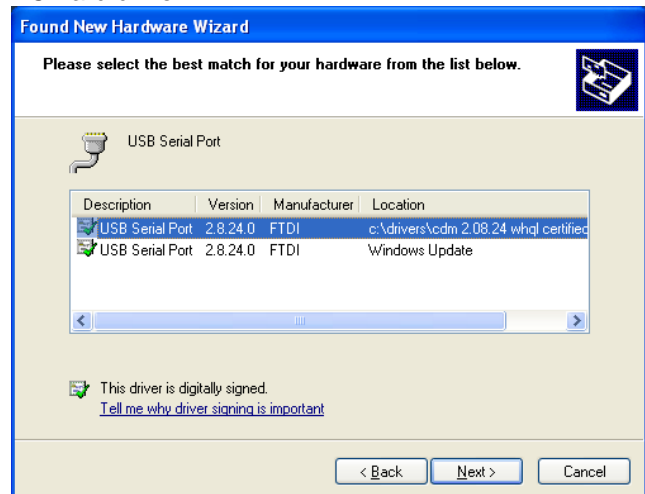 Found New Hardware Wizard
Please select the best match for your hardware from the list below.
USB Serial Port
Description Version Manufacturer Location
USB Serial Port 2.8.24.0 FTDI c:\drivers\cdm 2.08.24 whql certified
USB Serial Port 2.8.24.0 FTDI Windows Update
This driver is digitally signed.
Tell me why driver signing is important
< Back Next > Cancel